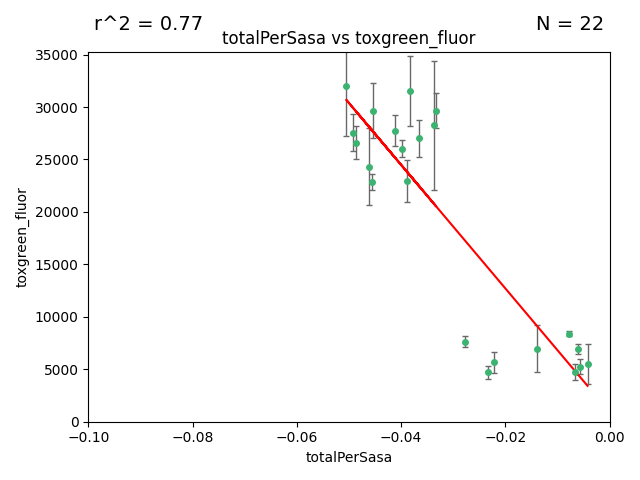 r^2 = 0.77
N = 22
totalPerSasa vs toxgreen_fluor
35000
30000
25000
20000
15000
10000
5000
0
toxgreen_fluor
−0.10
−0.08
−0.06
−0.04
−0.02
0.00
totalPerSasa